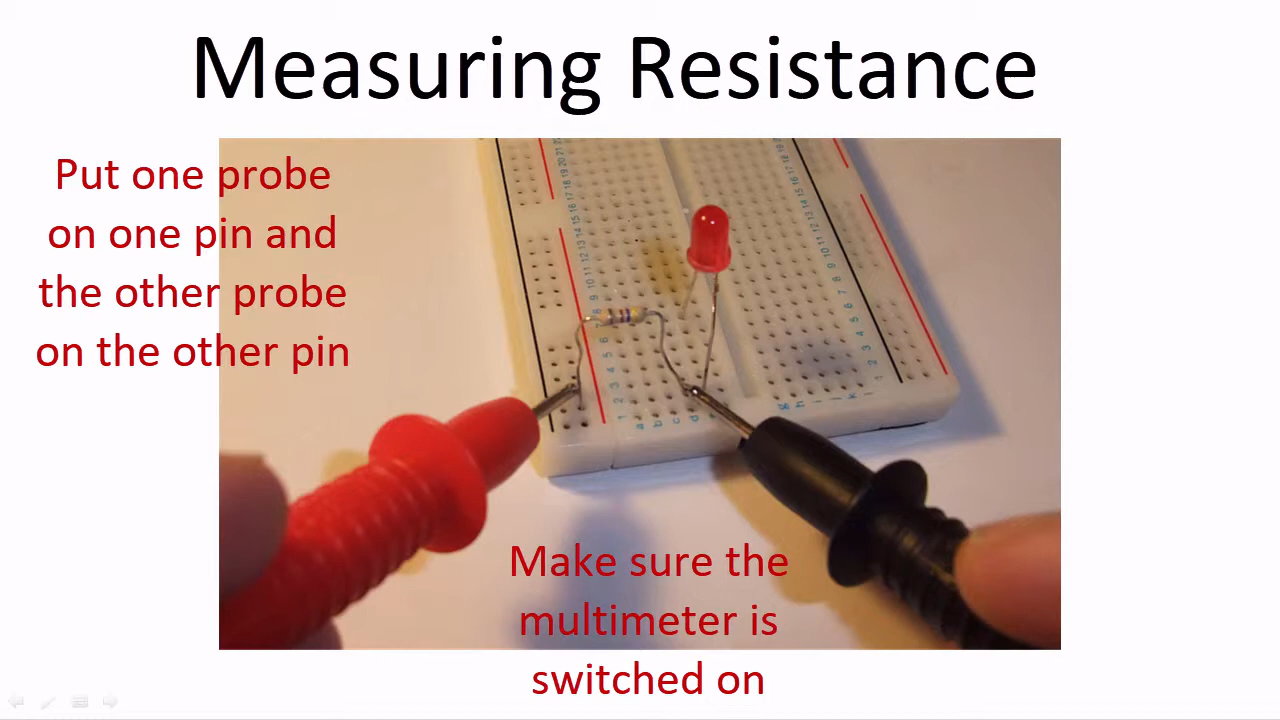 Measuring Resistance
Put one probe
on one pin and
the other probe
on the other pin
Make sure the
multimeter is
switched on